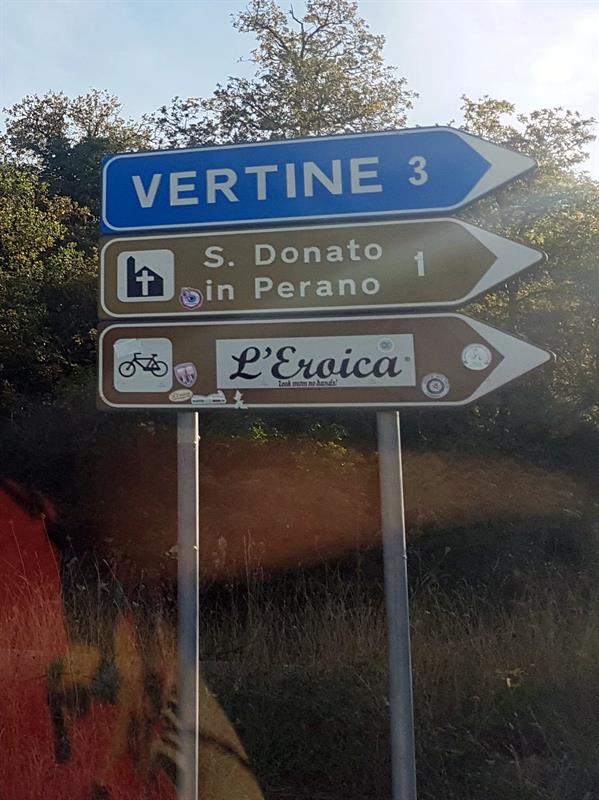 VERTINE 3
S. Donato
in Perano 1
L'Eroica
Look mum no hands!